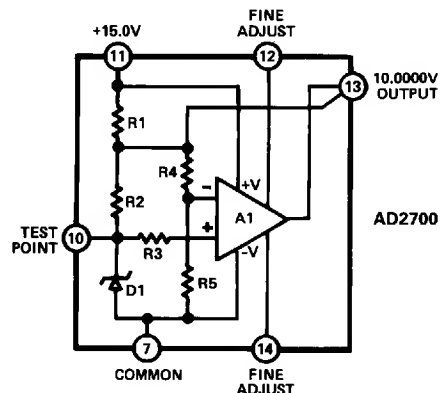 +15.0V
FINE
ADJUST
11
12
13
10.0000V
OUTPUT
R1
R4
+V
R2
A1
AD2700
TEST
POINT
10
R3
-V
D1
R5
7
14
COMMON
FINE
ADJUST
−
+